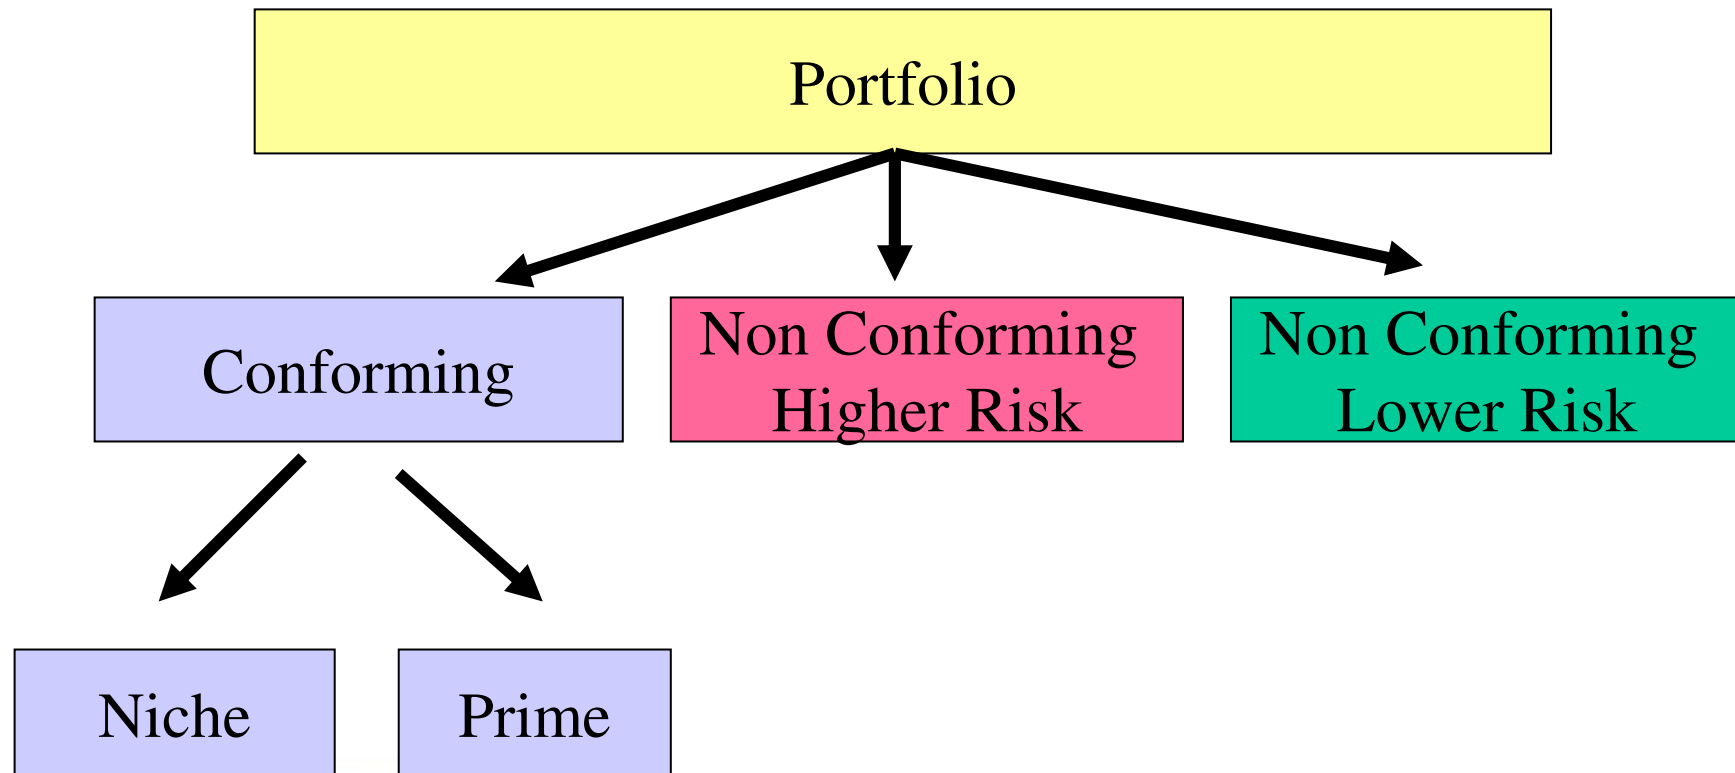 Portfolio
Conforming
Non Conforming
Higher Risk
Non Conforming
Lower Risk
Niche
Prime